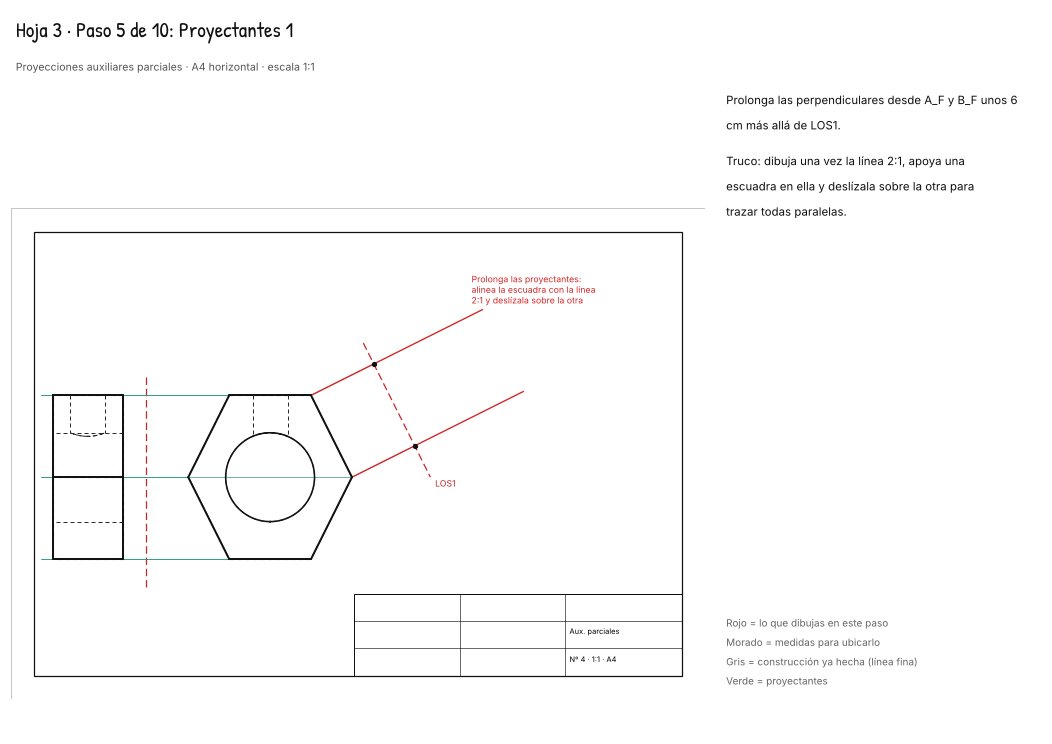 Hoja 3 · Paso 5 de 10: Proyectantes 1
Proyecciones auxiliares parciales · A4 horizontal · escala 1:1
Prolonga las perpendiculares desde A_F y B_F unos 6
cm más allá de LOS1.
Truco: dibuja una vez la línea 2:1, apoya una
escuadra en ella y deslízala sobre la otra para
trazar todas paralelas.
Prolonga las proyectantes:
alinea la escuadra con la línea
2:1 y deslízala sobre la otra
LOS1
Aux. parciales
Nº 4 · 1:1 · A4
Rojo = lo que dibujas en este paso
Morado = medidas para ubicarlo
Gris = construcción ya hecha (línea fina)
Verde = proyectantes